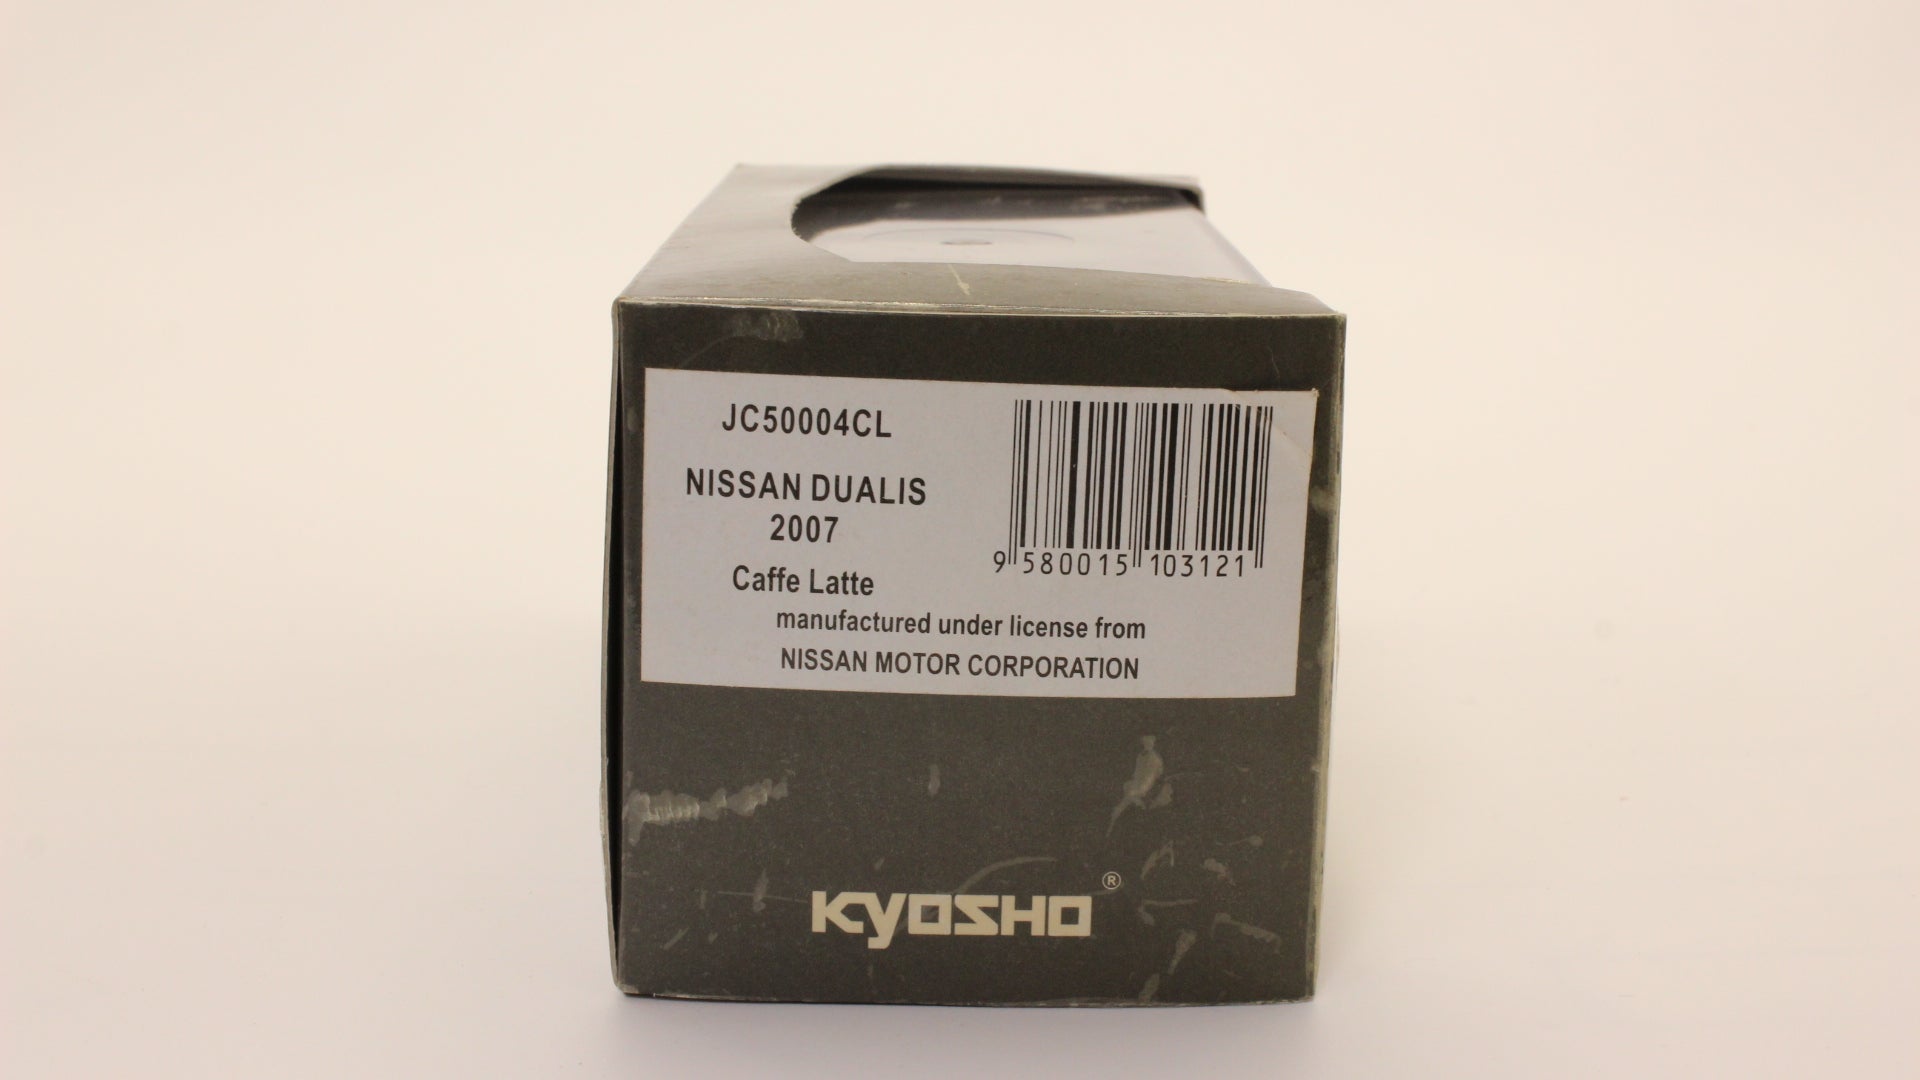 JC50004CL
NISSAN DUALIS
2007
Caffe Latte
manufactured under license from
NISSAN MOTOR CORPORATION
9 580015 103121
KYOSHO®